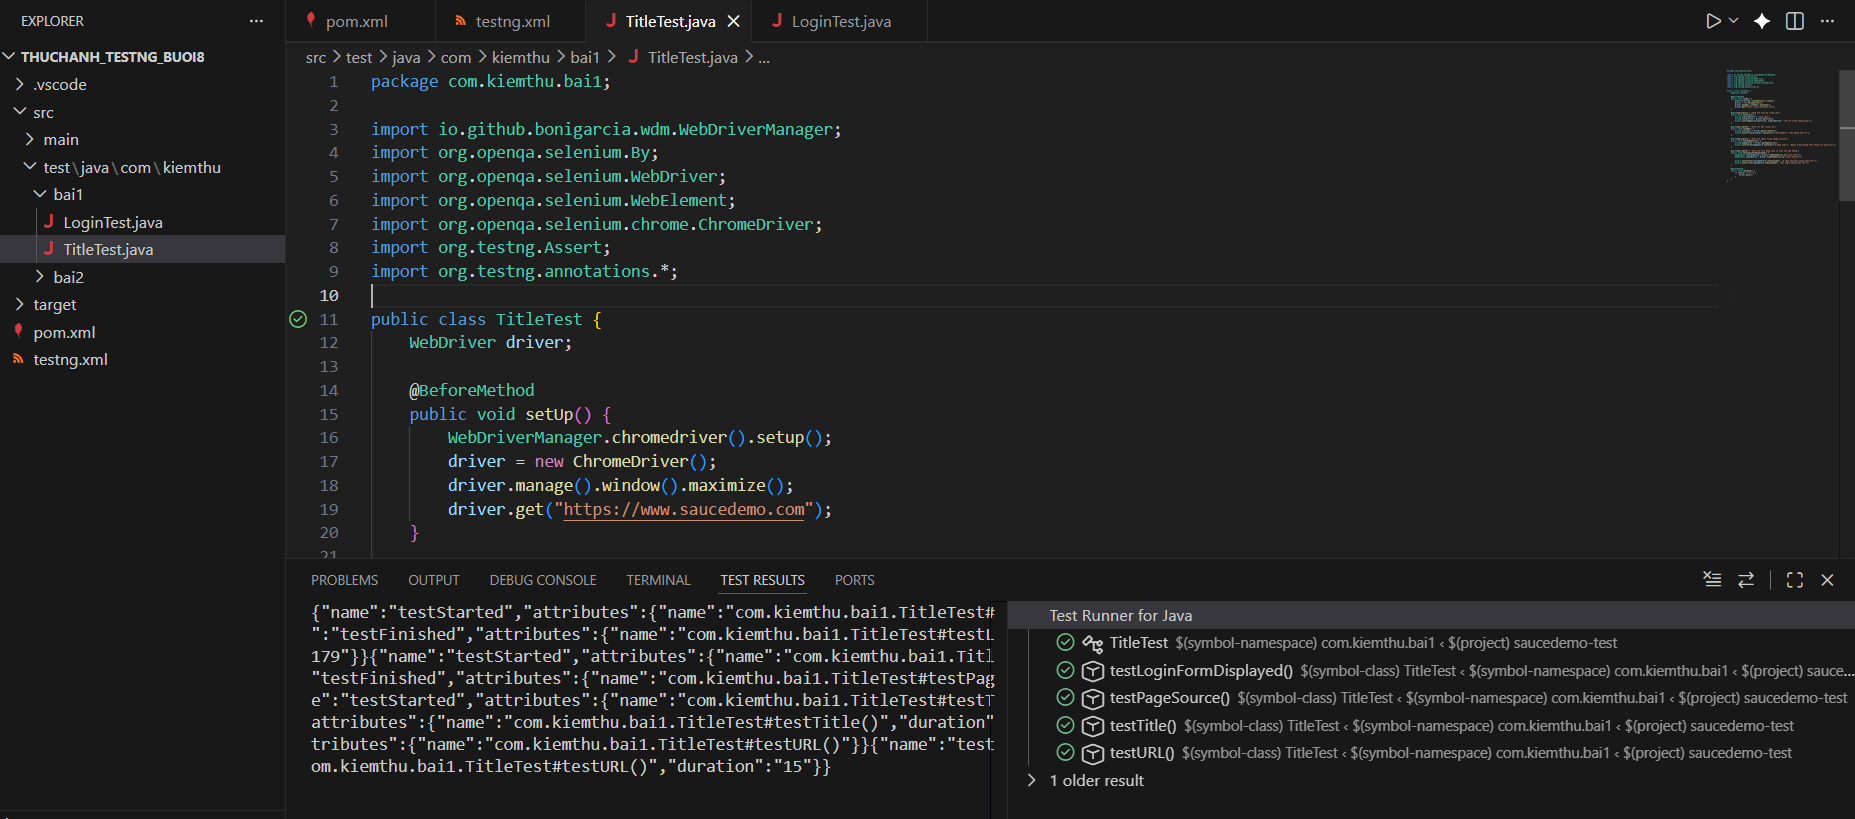 EXPLORER
THUCHANH_TESTNG_BUOI8
.vscode
src
main
test\java\com\kiemthu
bai1
LoginTest.java
TitleTest.java
bai2
target
pom.xml
testng.xml
pom.xml
testng.xml
TitleTest.java
LoginTest.java
src > test > java > com > kiemthu > bai1 > TitleTest.java > ...
1 package com.kiemthu.bai1;
2
3 import io.github.bonigarcia.wdm.WebDriverManager;
4 import org.openqa.selenium.By;
5 import org.openqa.selenium.WebDriver;
6 import org.openqa.selenium.WebElement;
7 import org.openqa.selenium.chrome.ChromeDriver;
8 import org.testng.Assert;
9 import org.testng.annotations.*;
10
11 public class TitleTest {
12 WebDriver driver;
13
14 @BeforeMethod
15 public void setUp() {
16 WebDriverManager.chromedriver().setup();
17 driver = new ChromeDriver();
18 driver.manage().window().maximize();
19 driver.get("https://www.saucedemo.com");
20 }
21
PROBLEMS OUTPUT DEBUG CONSOLE TERMINAL TEST RESULTS PORTS
{"name":"testStarted","attributes":{"name":"com.kiemthu.bai1.TitleTest#
":"testFinished","attributes":{"name":"com.kiemthu.bai1.TitleTest#testL
179"}}{"name":"testStarted","attributes":{"name":"com.kiemthu.bai1.Titl
"testFinished","attributes":{"name":"com.kiemthu.bai1.TitleTest#testPag
e":"testStarted","attributes":{"name":"com.kiemthu.bai1.TitleTest#testT
attributes":{"name":"com.kiemthu.bai1.TitleTest#testTitle()","duration"
tributes":{"name":"com.kiemthu.bai1.TitleTest#testURL()"}}{"name":"test
om.kiemthu.bai1.TitleTest#testURL()","duration":"15"}}
Test Runner for Java
TitleTest $(symbol-namespace) com.kiemthu.bai1 < $(project) saucedemo-test
testLoginFormDisplayed() $(symbol-class) TitleTest < $(symbol-namespace) com.kiemthu.bai1 < $(project) sauce...
testPageSource() $(symbol-class) TitleTest < $(symbol-namespace) com.kiemthu.bai1 < $(project) saucedemo-test
testTitle() $(symbol-class) TitleTest < $(symbol-namespace) com.kiemthu.bai1 < $(project) saucedemo-test
testURL() $(symbol-class) TitleTest < $(symbol-namespace) com.kiemthu.bai1 < $(project) saucedemo-test
1 older result